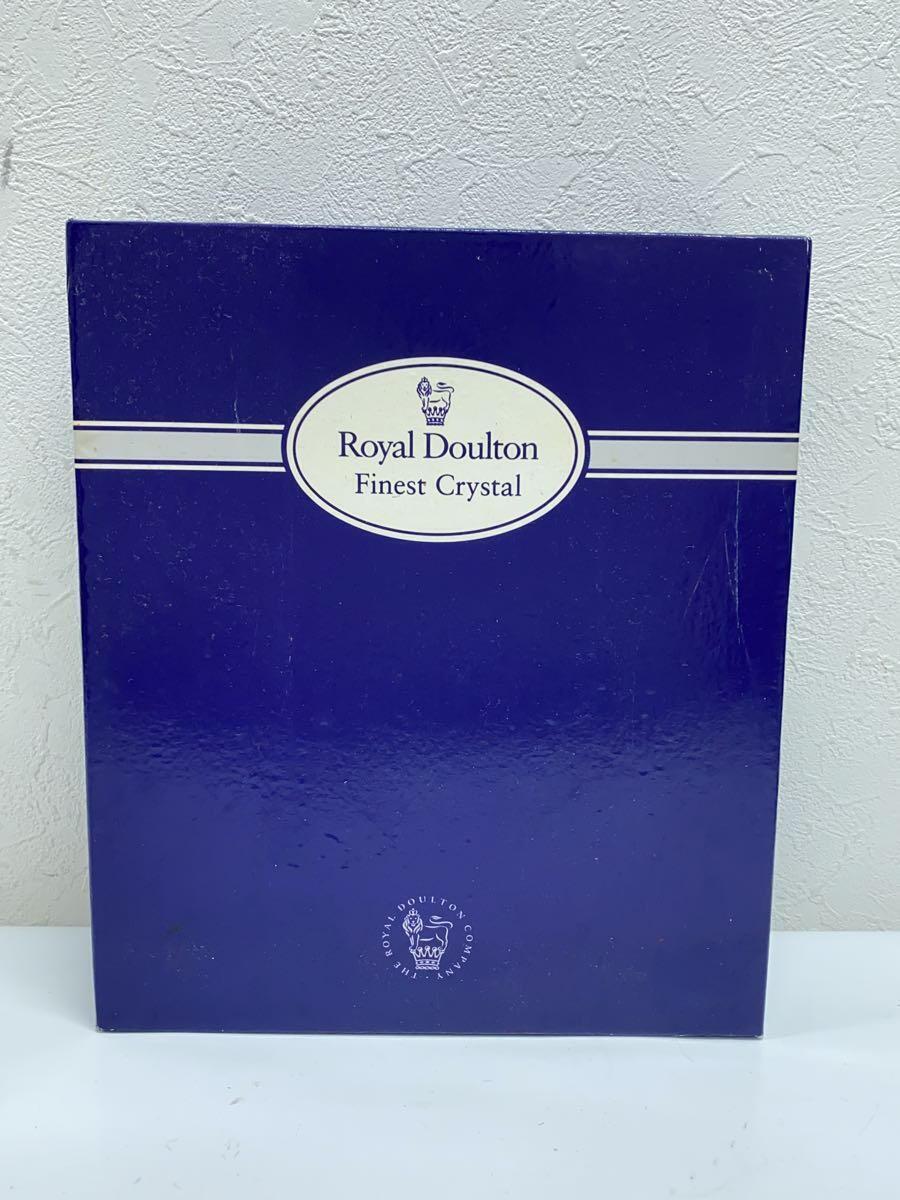 Royal Doulton
Finest Crystal
· THE ROYAL DOULTON COMPANY ·